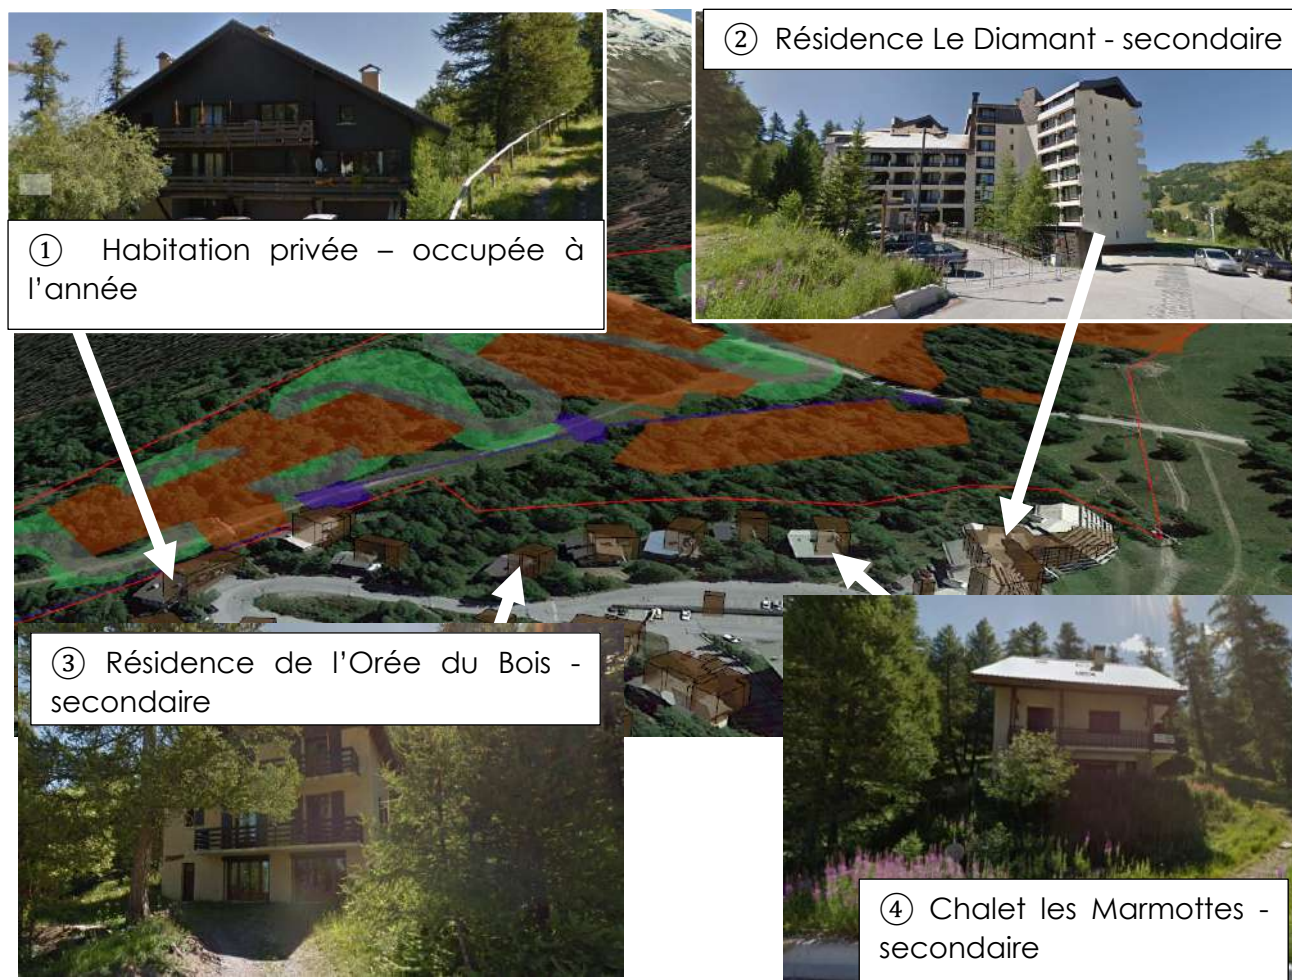 ① Habitation privée – occupée à
l’année
② Résidence Le Diamant - secondaire
③ Résidence de l’Orée du Bois -
secondaire
④ Chalet les Marmottes -
secondaire